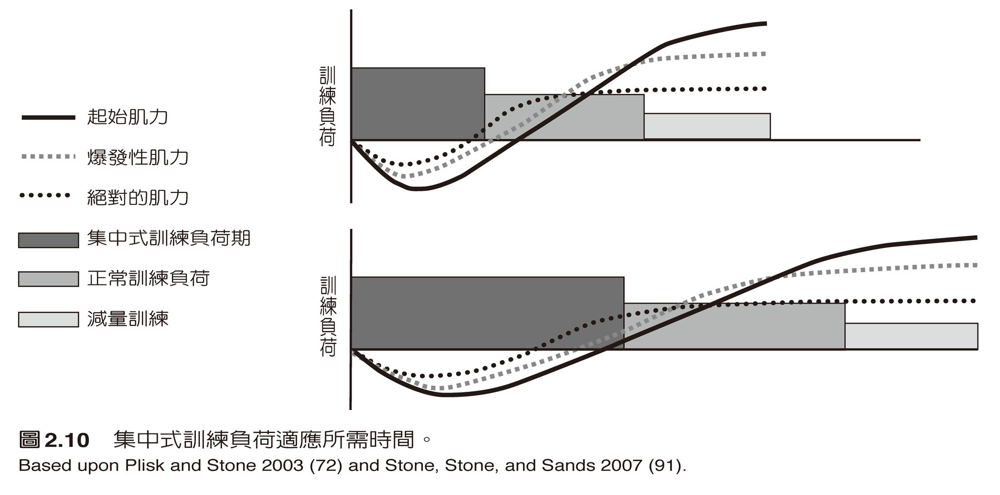 訓練負荷
起始肌力
爆發性肌力
絕對的肌力
集中式訓練負荷期
正常訓練負荷
減量訓練
訓練負荷
圖2.10 集中式訓練負荷適應所需時間。
Based upon Plisk and Stone 2003 (72) and Stone, Stone, and Sands 2007 (91).